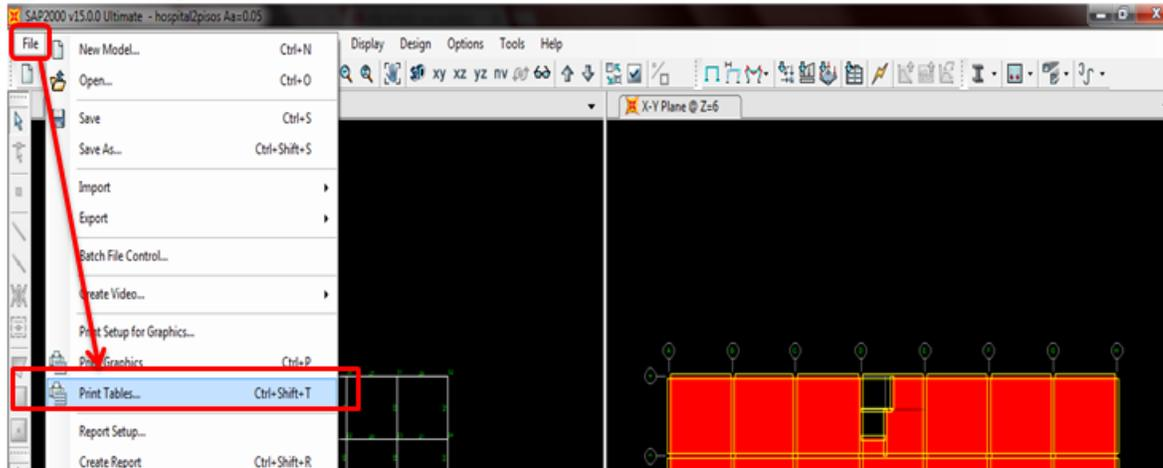 SAP2000 v15.0.0 Ultimate - hospital2pisos Aa=0.05
File Display Design Options Tools Help
New Model... Ctrl+N
Open... Ctrl+O
xy xz yz nv
Save Ctrl+S
X-Y Plane @ Z=6
Save As... Ctrl+Shift+S
Import
Export
Batch File Control...
Create Video...
Print Setup for Graphics...
Print Graphics Ctrl+P
Print Tables... Ctrl+Shift+T
Report Setup...
Create Report Ctrl+Shift+R